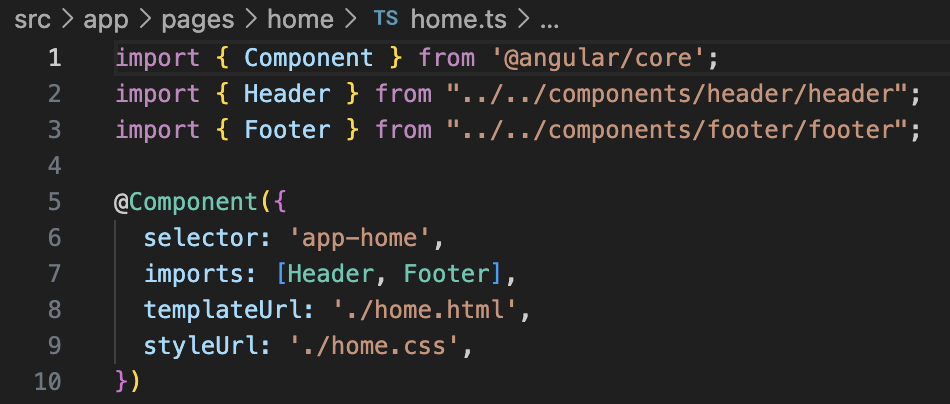 src > app > pages > home > TS home.ts > ...
1 import { Component } from '@angular/core';
2 import { Header } from "../../components/header/header";
3 import { Footer } from "../../components/footer/footer";
4
5 @Component({
6   selector: 'app-home',
7   imports: [Header, Footer],
8   templateUrl: './home.html',
9   styleUrl: './home.css',
10 })